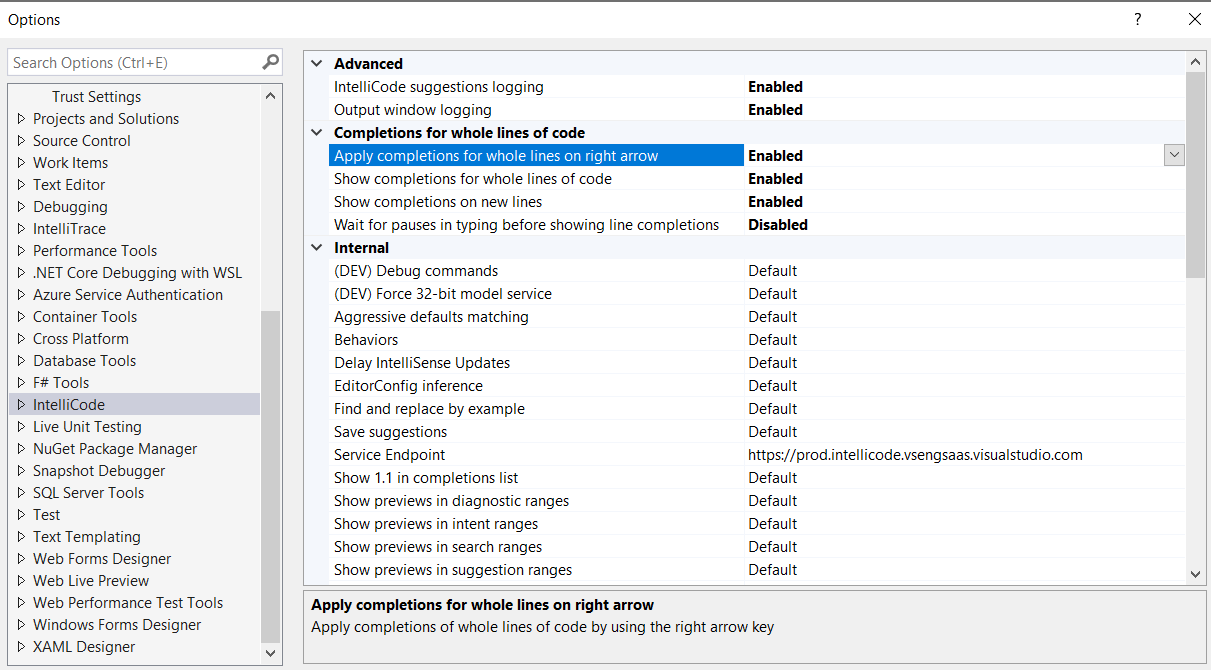 Options
?
Search Options (Ctrl+E)
Trust Settings
Projects and Solutions
Source Control
Work Items
Text Editor
Debugging
IntelliTrace
Performance Tools
.NET Core Debugging with WSL
Azure Service Authentication
Container Tools
Cross Platform
Database Tools
F# Tools
IntelliCode
Live Unit Testing
NuGet Package Manager
Snapshot Debugger
SQL Server Tools
Test
Text Templating
Web Forms Designer
Web Live Preview
Web Performance Test Tools
Windows Forms Designer
XAML Designer
Advanced
IntelliCode suggestions logging Enabled
Output window logging Enabled
Completions for whole lines of code
Apply completions for whole lines on right arrow Enabled
Show completions for whole lines of code Enabled
Show completions on new lines Enabled
Wait for pauses in typing before showing line completions Disabled
Internal
(DEV) Debug commands Default
(DEV) Force 32-bit model service Default
Aggressive defaults matching Default
Behaviors Default
Delay IntelliSense Updates Default
EditorConfig inference Default
Find and replace by example Default
Save suggestions Default
Service Endpoint https://prod.intellicode.vsengsaas.visualstudio.com
Show 1.1 in completions list Default
Show previews in diagnostic ranges Default
Show previews in intent ranges Default
Show previews in search ranges Default
Show previews in suggestion ranges Default
Apply completions for whole lines on right arrow
Apply completions of whole lines of code by using the right arrow key